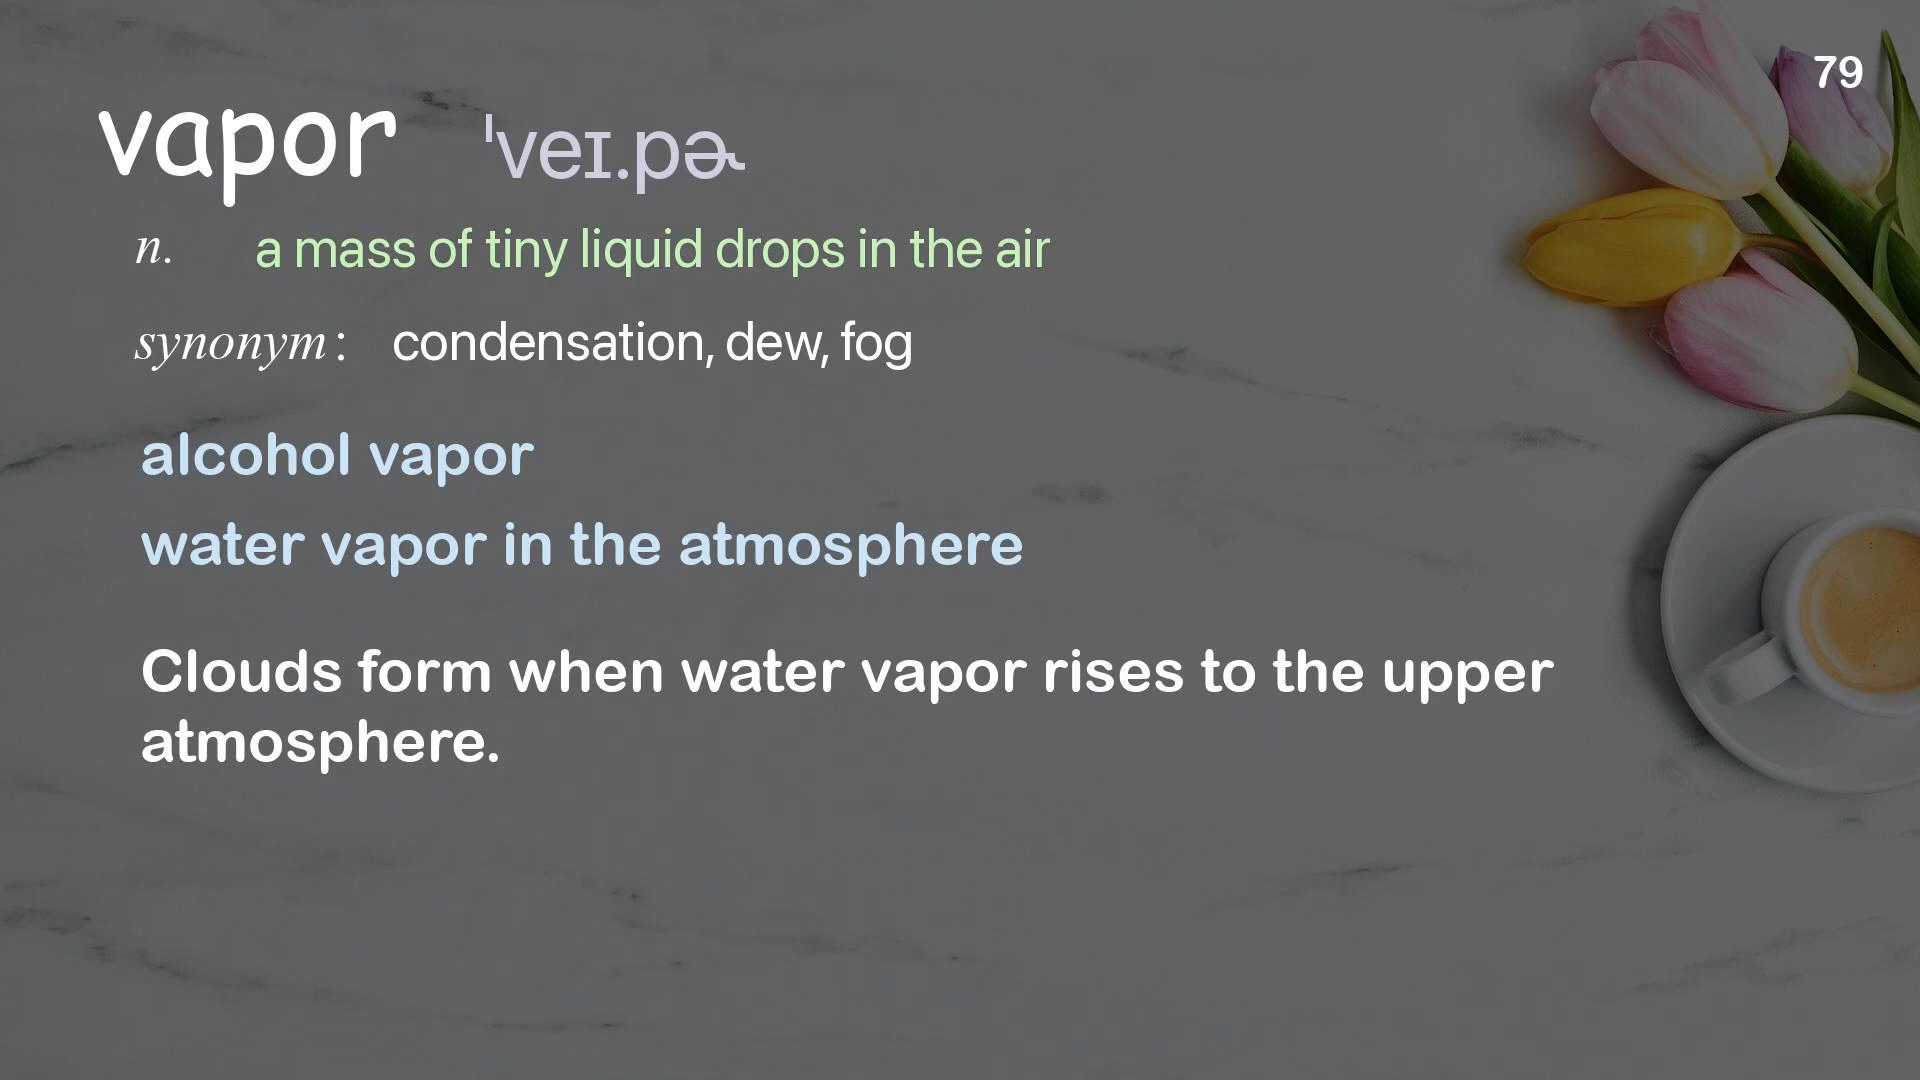 79
vapor ˈveɪ.pɚ
n. a mass of tiny liquid drops in the air
synonym: condensation, dew, fog
alcohol vapor
water vapor in the atmosphere
Clouds form when water vapor rises to the upper
atmosphere.